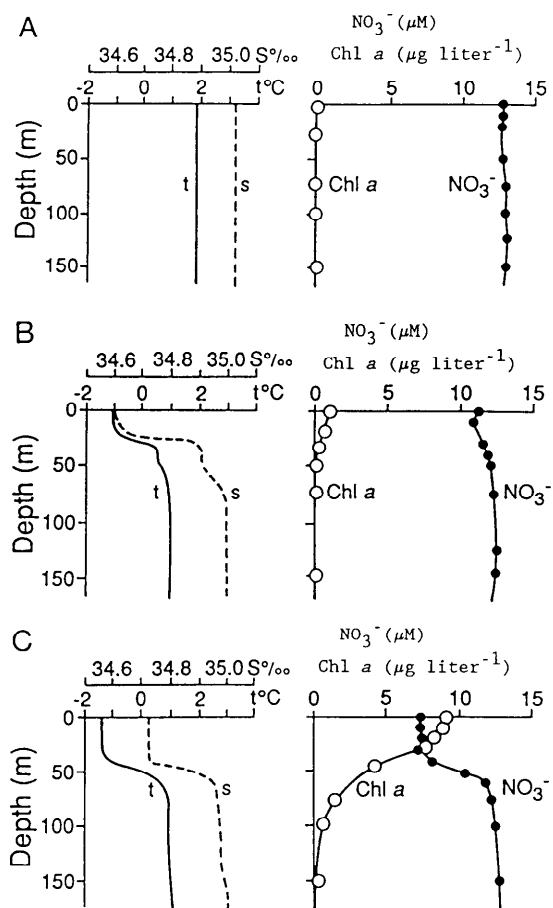 A
NO₃⁻ (μM)
34.6 34.8 35.0 S°/₀₀ Chl a (μg liter⁻¹)
-2 0 2 t°C 0 5 10 15
0
50
100
150
Depth (m)
t s Chl a NO₃⁻
B
NO₃⁻ (μM)
34.6 34.8 35.0 S°/₀₀ Chl a (μg liter⁻¹)
-2 0 2 t°C 0 5 10 15
0
50
100
150
Depth (m)
t s Chl a NO₃⁻
C
NO₃⁻ (μM)
34.6 34.8 35.0 S°/₀₀ Chl a (μg liter⁻¹)
-2 0 2 t°C 0 5 10 15
0
50
100
150
Depth (m)
t s Chl a NO₃⁻